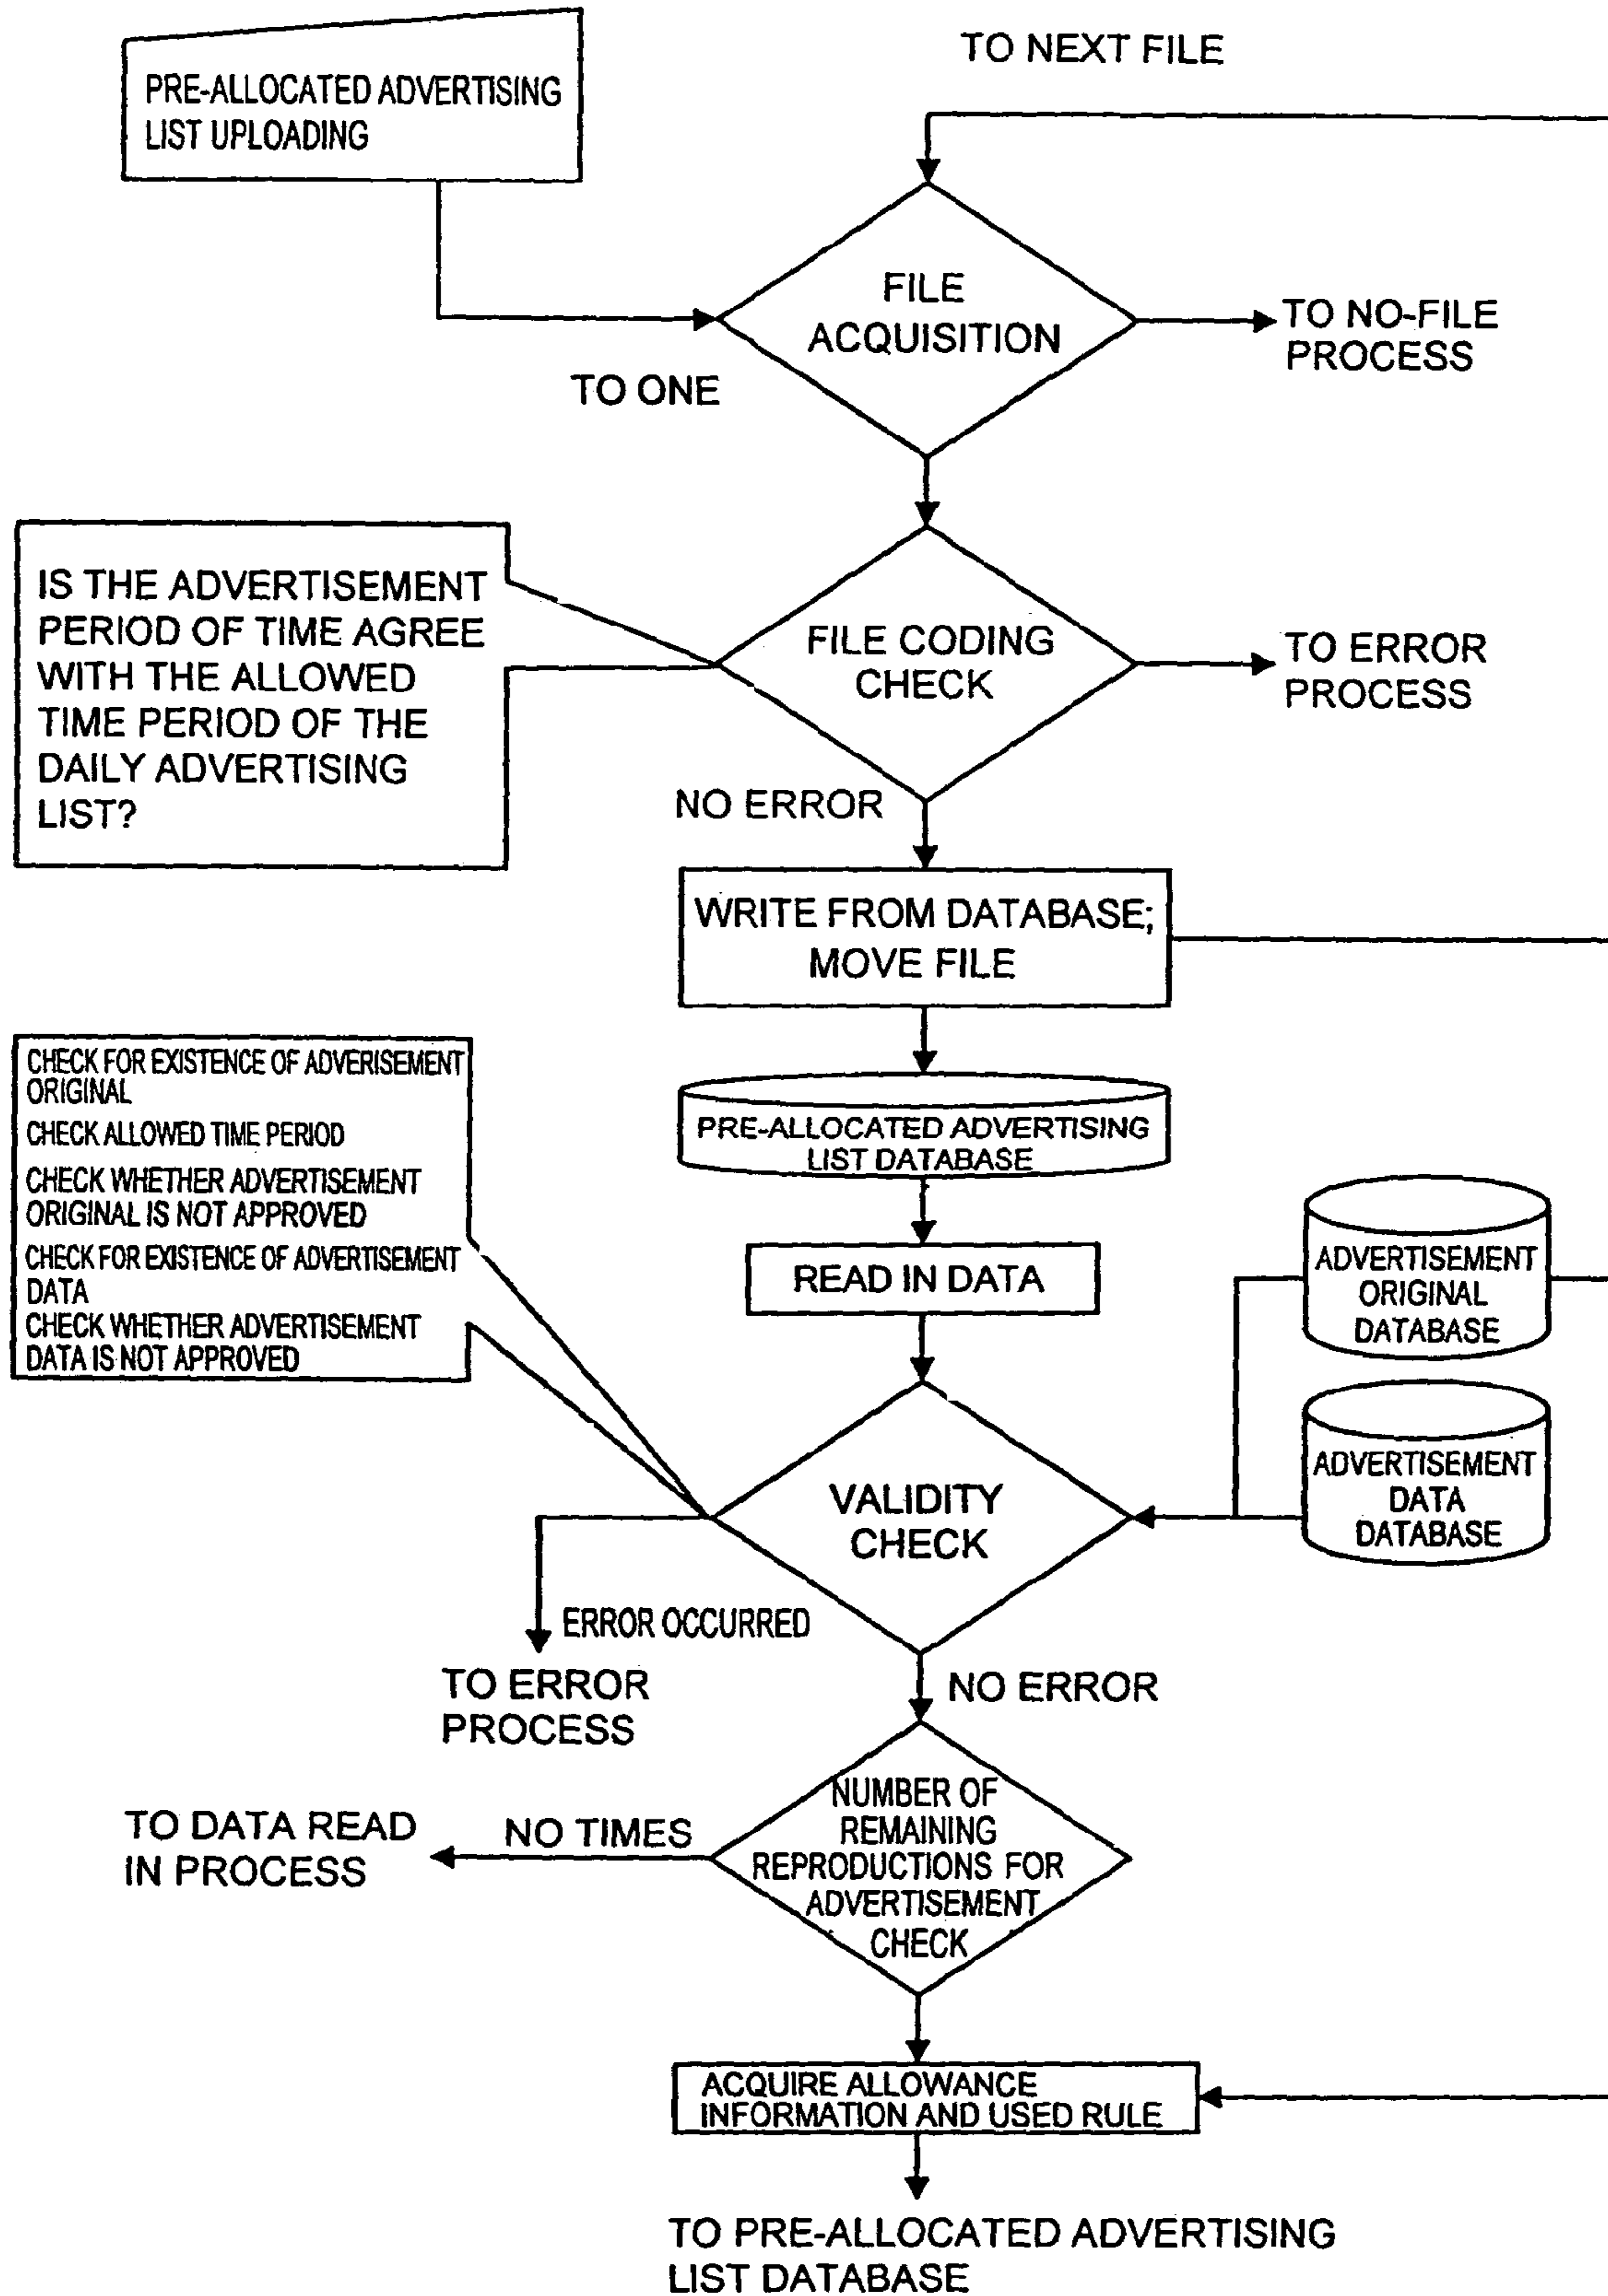 PRE-ALLOCATED ADVERTISING
LIST UPLOADING
TO NEXT FILE
FILE
ACQUISITION
TO NO-FILE
PROCESS
TO ONE
IS THE ADVERTISEMENT
PERIOD OF TIME AGREE
WITH THE ALLOWED
TIME PERIOD OF THE
DAILY ADVERTISING
LIST?
FILE CODING
CHECK
TO ERROR
PROCESS
NO ERROR
WRITE FROM DATABASE;
MOVE FILE
CHECK FOR EXISTENCE OF ADVERISEMENT
ORIGINAL
CHECK ALLOWED TIME PERIOD
CHECK WHETHER ADVERTISEMENT
ORIGINAL IS NOT APPROVED
CHECK FOR EXISTENCE OF ADVERTISEMENT
DATA
CHECK WHETHER ADVERTISEMENT
DATA IS NOT APPROVED
PRE-ALLOCATED ADVERTISING
LIST DATABASE
READ IN DATA
ADVERTISEMENT
ORIGINAL
DATABASE
ADVERTISEMENT
DATA
DATABASE
VALIDITY
CHECK
ERROR OCCURRED
TO ERROR
PROCESS
NO ERROR
NUMBER OF
REMAINING
REPRODUCTIONS FOR
ADVERTISEMENT
CHECK
NO TIMES
TO DATA READ
IN PROCESS
ACQUIRE ALLOWANCE
INFORMATION AND USED RULE
TO PRE-ALLOCATED ADVERTISING
LIST DATABASE